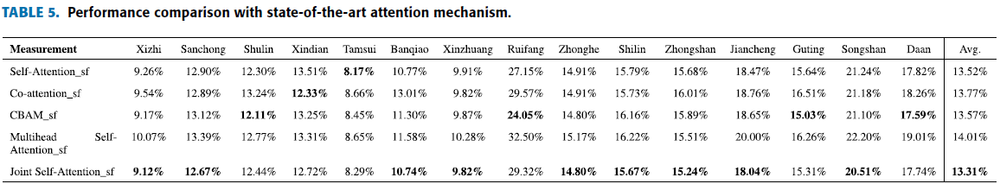 TABLE 5. Performance comparison with state-of-the-art attention mechanism.
Measurement Xizhi Sanchong Shulin Xindian Tamsui Banqiao Xinzhuang Ruifang Zhonghe Shilin Zhongshan Jiancheng Guting Songshan Daan Avg.
Self-Attention_sf 9.26% 12.90% 12.30% 13.51% 8.17% 10.77% 9.91% 27.15% 14.91% 15.79% 15.68% 18.47% 15.64% 21.24% 17.82% 13.52%
Co-attention_sf 9.54% 12.89% 13.24% 12.33% 8.66% 13.01% 9.82% 29.57% 14.91% 15.73% 16.01% 18.76% 16.51% 21.18% 18.26% 13.77%
CBAM_sf 9.17% 13.12% 12.11% 13.25% 8.45% 11.30% 9.87% 24.05% 14.80% 16.16% 15.89% 18.65% 15.03% 21.10% 17.59% 13.57%
Multihead Self- 10.07% 13.39% 12.77% 13.31% 8.65% 11.58% 10.28% 32.50% 15.17% 16.22% 15.51% 20.00% 16.26% 22.20% 19.01% 14.01%
Attention_sf
Joint Self-Attention_sf 9.12% 12.67% 12.44% 12.72% 8.29% 10.74% 9.82% 29.32% 14.80% 15.67% 15.24% 18.04% 15.31% 20.51% 17.74% 13.31%